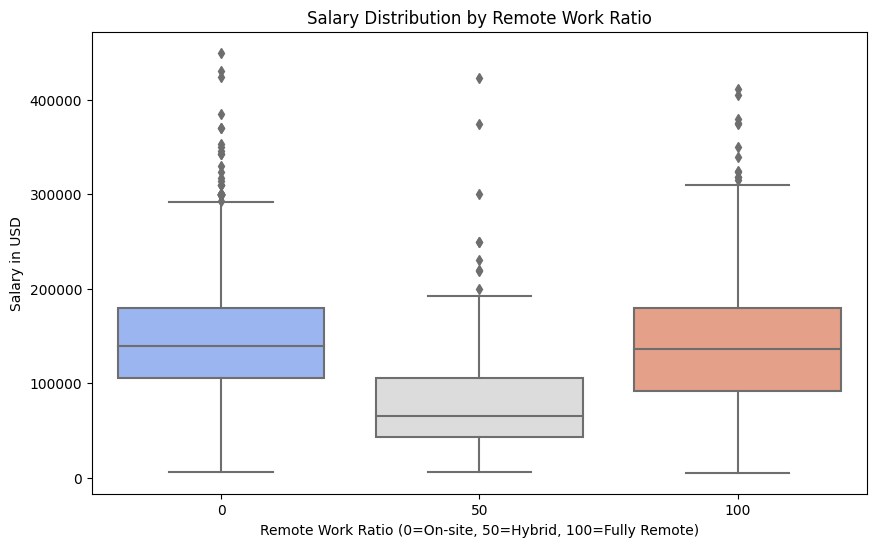 Salary Distribution by Remote Work Ratio
Salary in USD
400000
300000
200000
100000
0
0 50 100
Remote Work Ratio (0=On-site, 50=Hybrid, 100=Fully Remote)